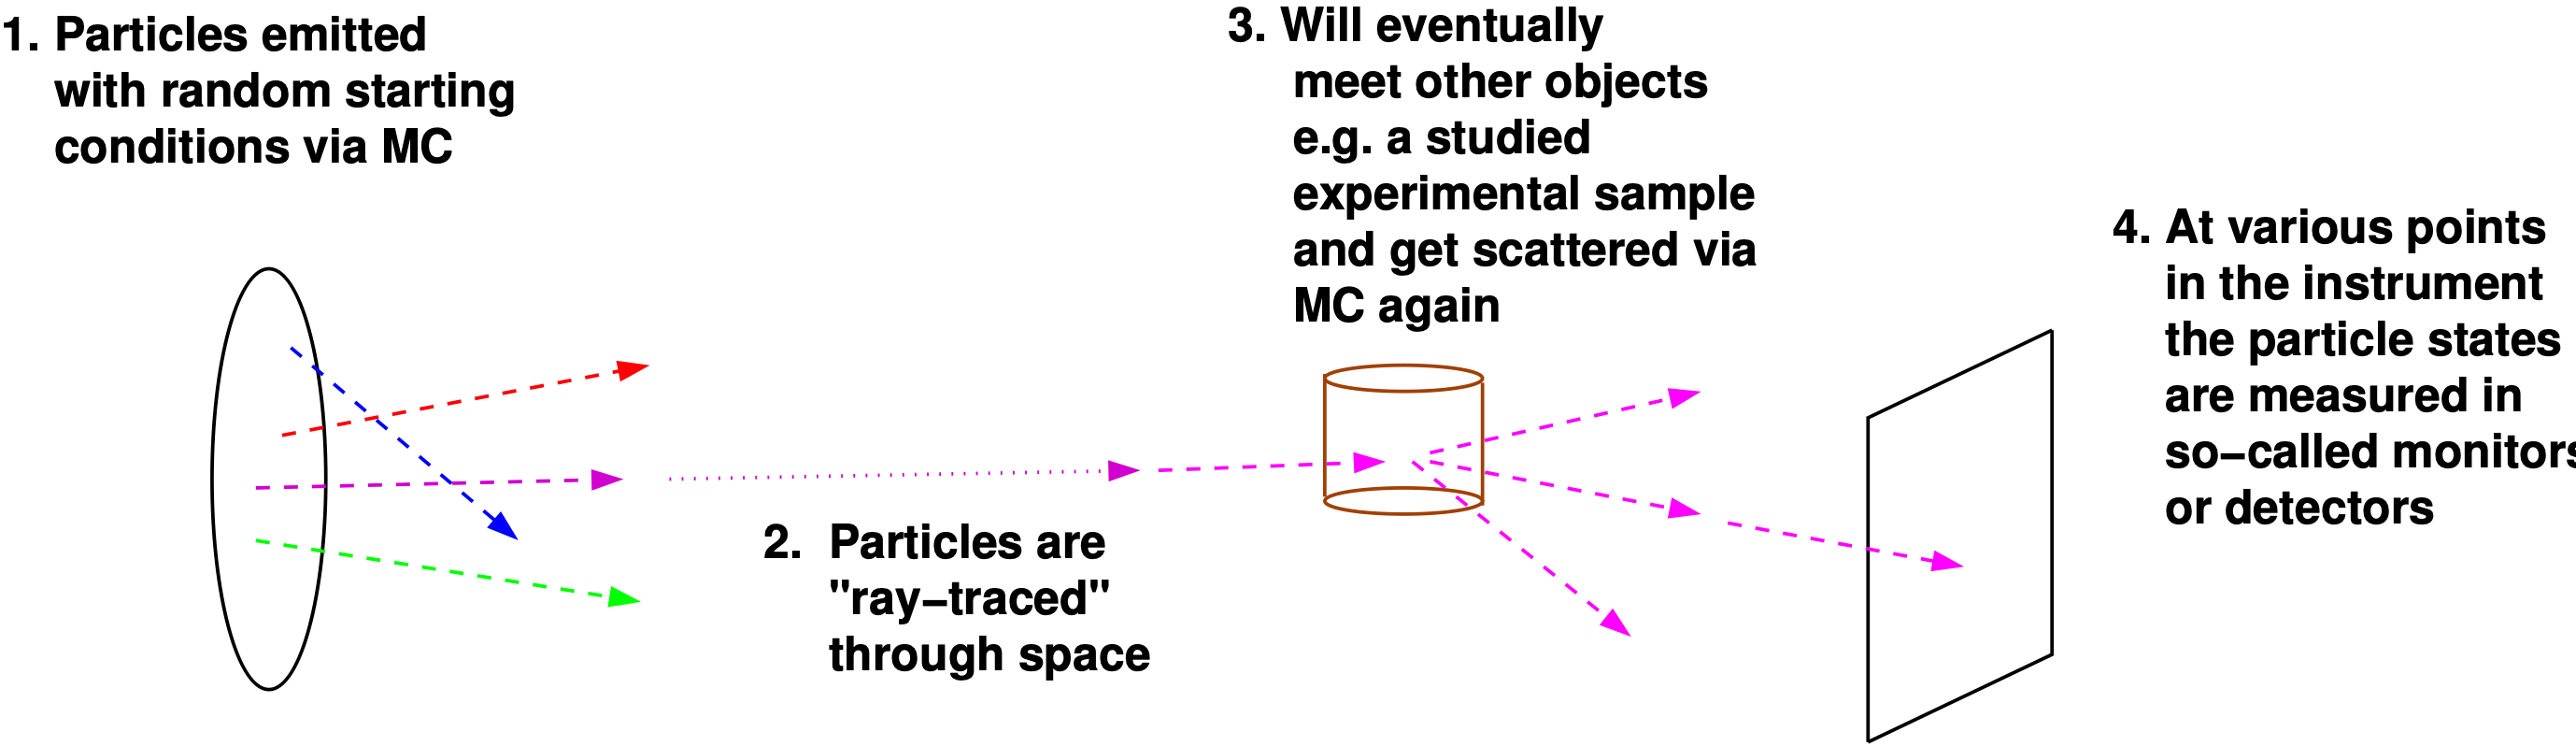 1. Particles emitted
with random starting
conditions via MC
2. Particles are
"ray−traced"
through space
3. Will eventually
meet other objects
e.g. a studied
experimental sample
and get scattered via
MC again
4. At various points
in the instrument
the particle states
are measured in
so−called monitors
or detectors